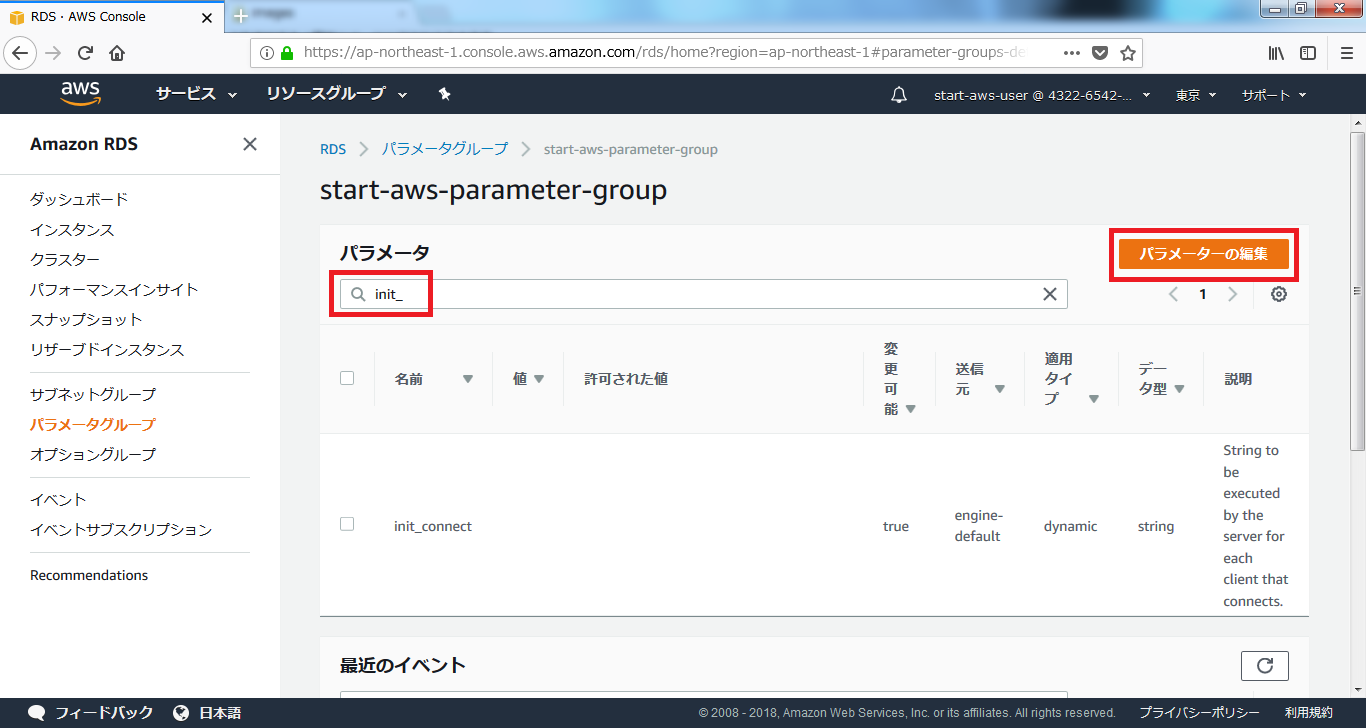 RDS · AWS Console
https://ap-northeast-1.console.aws.amazon.com/rds/home?region=ap-northeast-1#parameter-groups-de
aws
サービス
リソースグループ
start-aws-user @ 4322-6542-...
東京
サポート
Amazon RDS
ダッシュボード
インスタンス
クラスター
パフォーマンスインサイト
スナップショット
リザーブドインスタンス
サブネットグループ
パラメータグループ
オプショングループ
イベント
イベントサブスクリプション
Recommendations
RDS
パラメータグループ
start-aws-parameter-group
start-aws-parameter-group
パラメータ
パラメーターの編集
init_
1
名前
値
許可された値
変
更
可
能
送信
元
適用
タイ
プ
デー
タ型
説明
init_connect
true
engine-
default
dynamic
string
String to
be
executed
by the
server for
each
client that
connects.
最近のイベント
フィードバック
日本語
© 2008 - 2018, Amazon Web Services, Inc. or its affiliates. All rights reserved.
プライバシーポリシー
利用規約